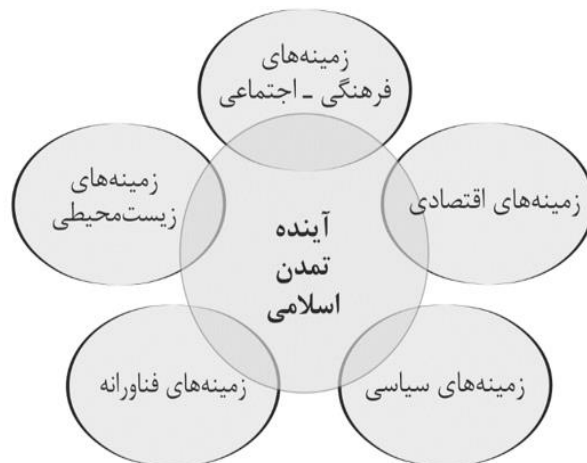 زمینه‌های
فرهنگی ـ اجتماعی
زمینه‌های اقتصادی
زمینه‌های
زیست‌محیطی
آینده
تمدن
اسلامی
زمینه‌های سیاسی
زمینه‌های فناورانه